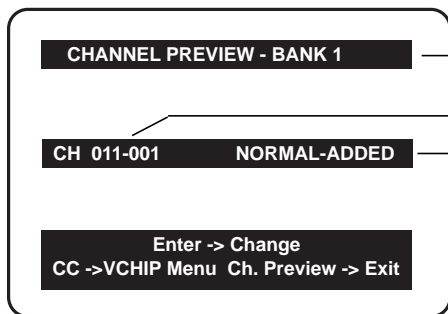 CHANNEL PREVIEW - BANK 1
CH 011-001 NORMAL-ADDED
Enter -> Change
CC ->VCHIP Menu Ch. Preview -> Exit